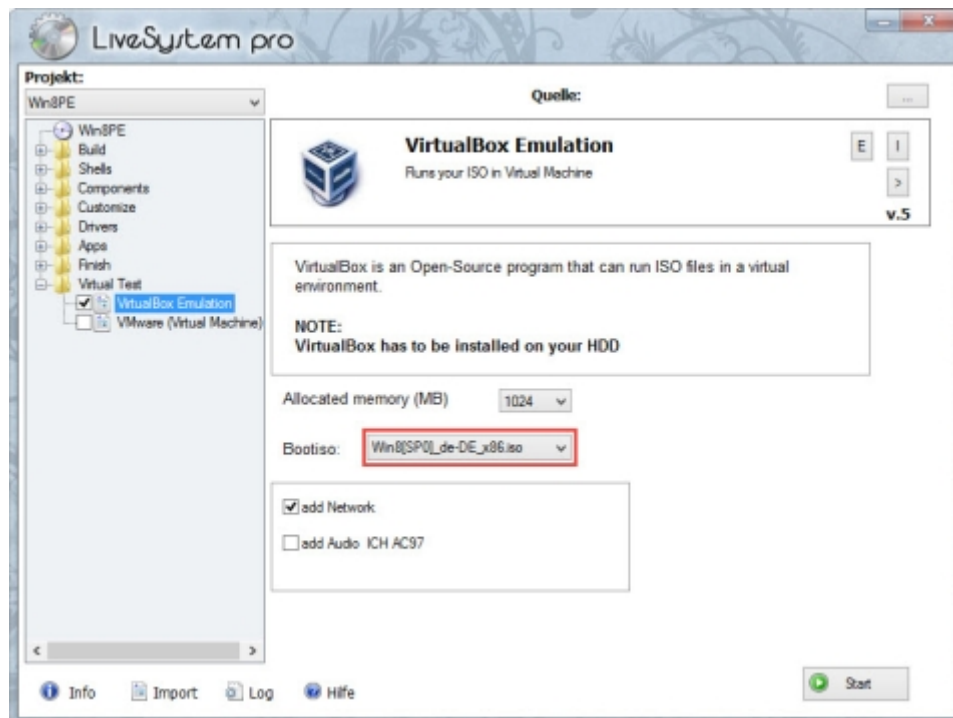 LiveSystem pro
Projekt:
Win8PE
Quelle:
...
Win8PE
Build
Shells
Components
Customize
Drivers
Apps
Finish
Virtual Test
VirtualBox Emulation
VMware (Virtual Machine)
VirtualBox Emulation
Runs your ISO in Virtual Machine
E
I
>
v.5
VirtualBox is an Open-Source program that can run ISO files in a virtual
environment.
NOTE:
VirtualBox has to be installed on your HDD
Allocated memory (MB)
1024
Bootiso:
Win8[SP0]_de-DE_x86.iso
add Network
add Audio ICH AC97
Info
Import
Log
Hilfe
Start